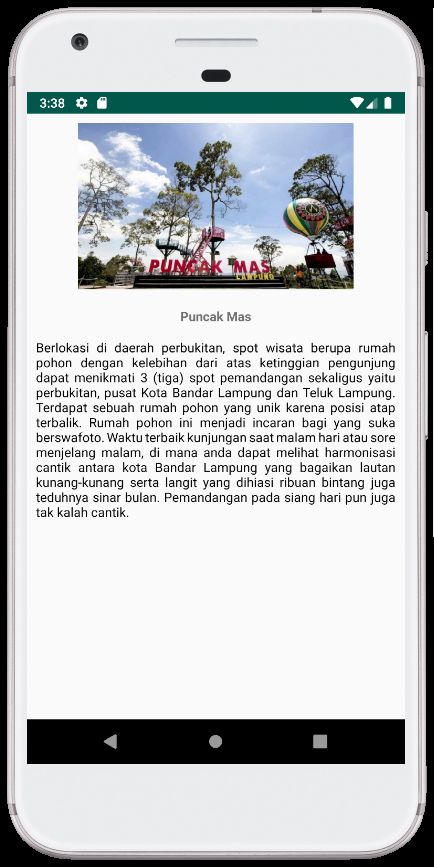 3:38
PUNCAK MAS
LAMPUNG
Puncak Mas
Berlokasi di daerah perbukitan, spot wisata berupa rumah
pohon dengan kelebihan dari atas ketinggian pengunjung
dapat menikmati 3 (tiga) spot pemandangan sekaligus yaitu
perbukitan, pusat Kota Bandar Lampung dan Teluk Lampung.
Terdapat sebuah rumah pohon yang unik karena posisi atap
terbalik. Rumah pohon ini menjadi incaran bagi yang suka
berswafoto. Waktu terbaik kunjungan saat malam hari atau sore
menjelang malam, di mana anda dapat melihat harmonisasi
cantik antara kota Bandar Lampung yang bagaikan lautan
kunang-kunang serta langit yang dihiasi ribuan bintang juga
teduhnya sinar bulan. Pemandangan pada siang hari pun juga
tak kalah cantik.